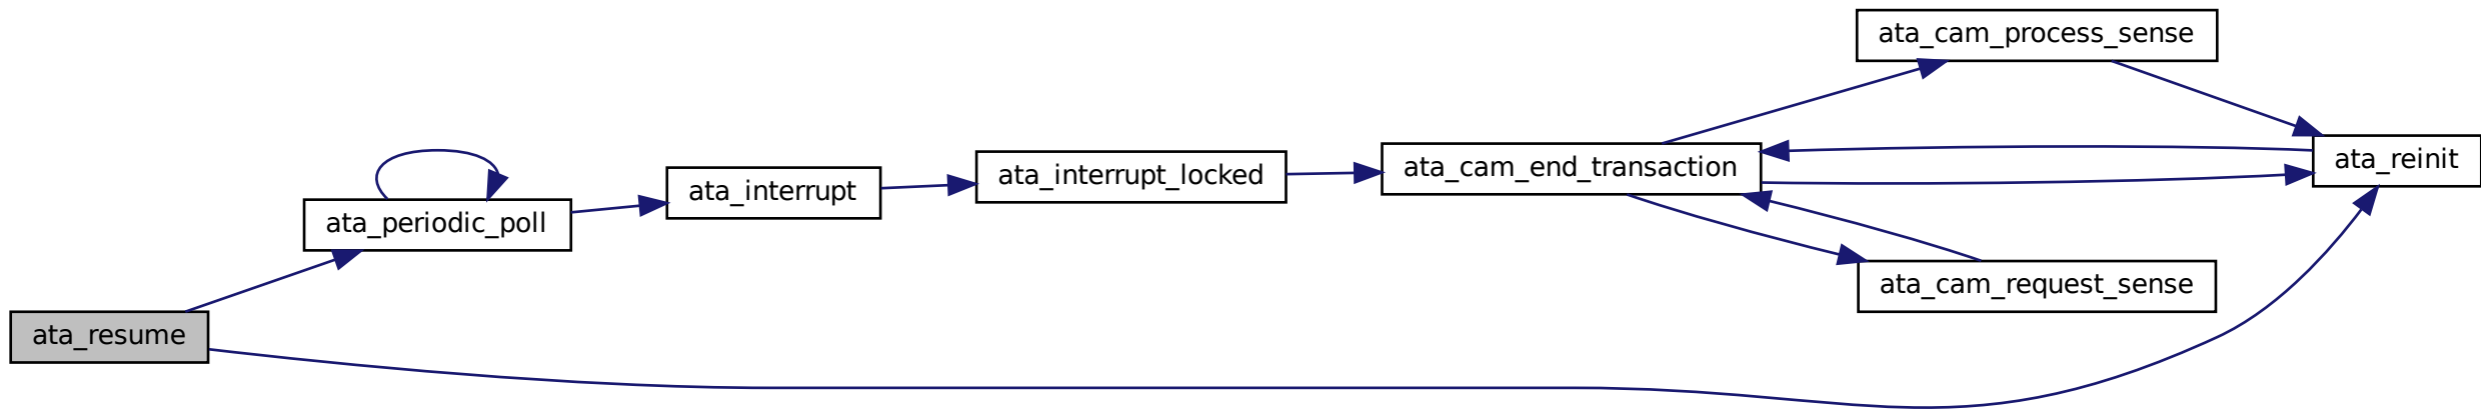 ata_resume
ata_periodic_poll
ata_interrupt
ata_interrupt_locked
ata_cam_end_transaction
ata_cam_process_sense
ata_cam_request_sense
ata_reinit